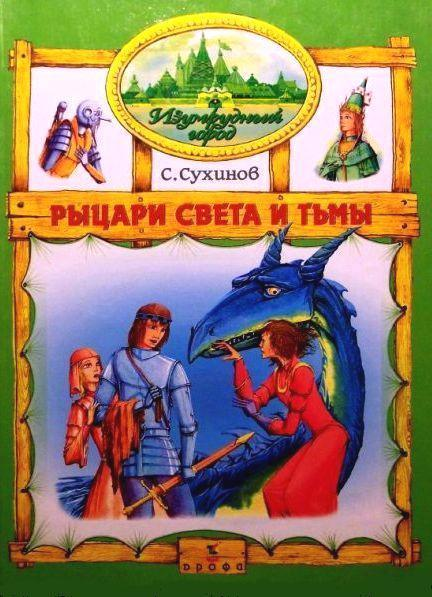 Изумрудный
город
С. Сухинов
РЫЦАРИ СВЕТА И ТЬМЫ
дрофа